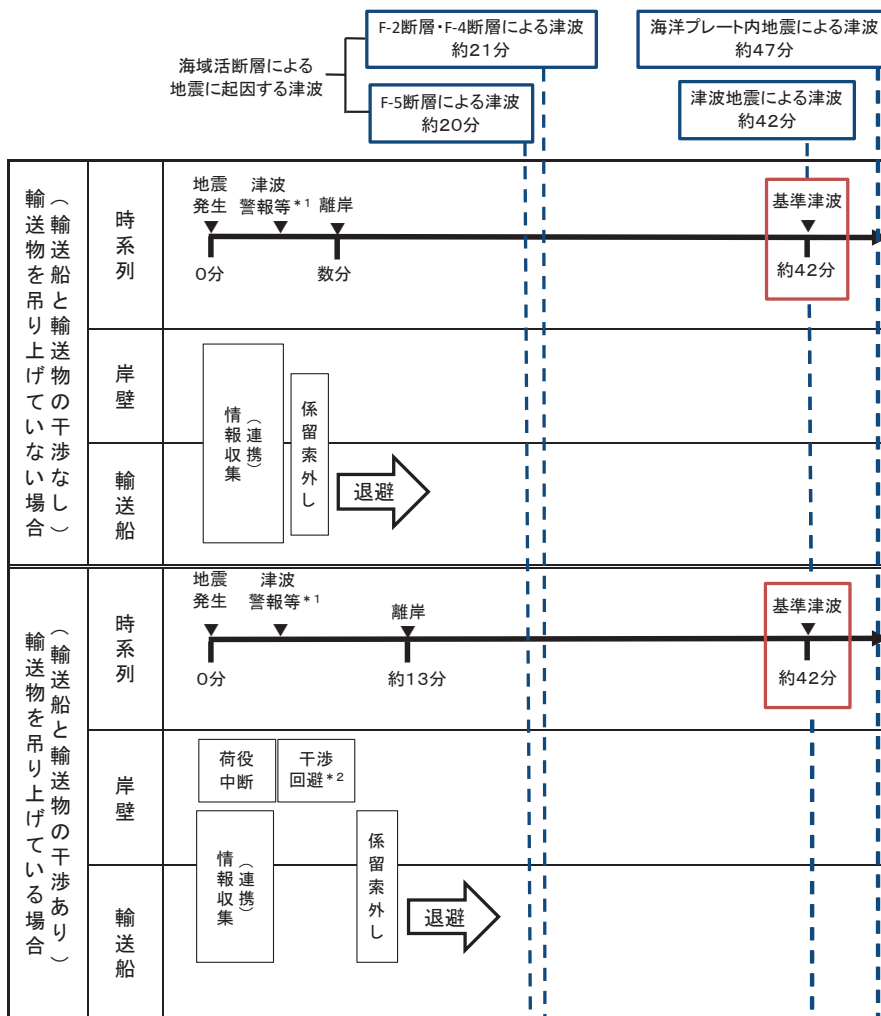 F-2断層・F-4断層による津波
約21分
海洋プレート内地震による津波
約47分
海域活断層による
地震に起因する津波
F-5断層による津波
約20分
津波地震による津波
約42分
輸送物を吊り上げていない場合
（輸送船と輸送物の干渉なし）
時系列
地震
発生
津波
警報等*1
離岸
基準津波
0分
数分
約42分
岸壁
輸送船
情報収集
（連携）
係留索外し
退避
輸送物を吊り上げている場合
（輸送船と輸送物の干渉あり）
時系列
地震
発生
津波
警報等*1
離岸
基準津波
0分
約13分
約42分
岸壁
荷役
中断
干渉
回避*2
輸送船
情報収集
（連携）
係留索外し
退避